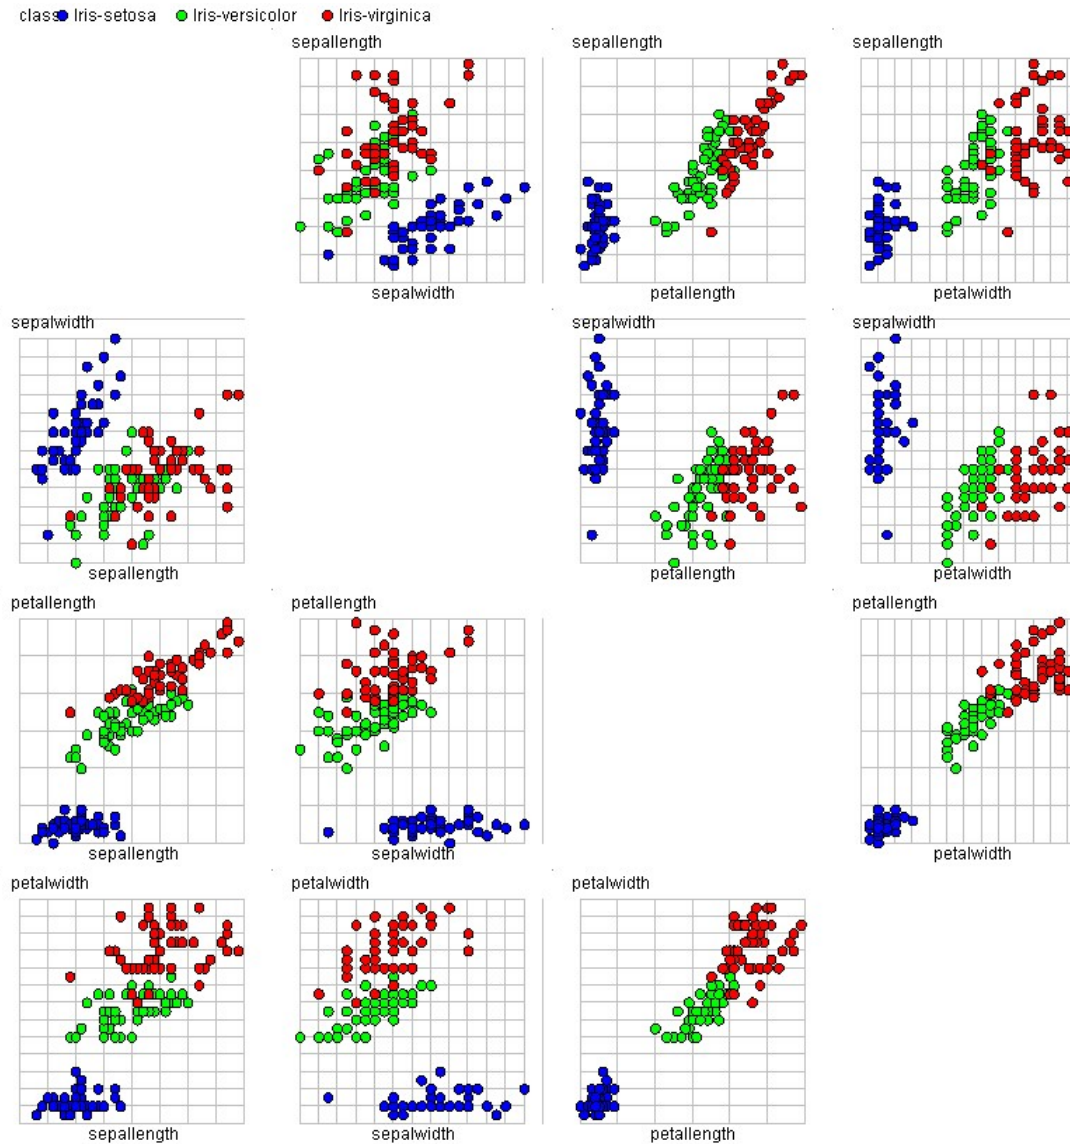 class Iris-setosa Iris-versicolor Iris-virginica
sepallength sepallength sepallength
sepalwidth petallength petalwidth
sepalwidth sepalwidth sepalwidth
sepallength petallength petalwidth
petallength petallength petallength
sepallength sepalwidth petalwidth
petalwidth petalwidth petalwidth
sepallength sepalwidth petallength